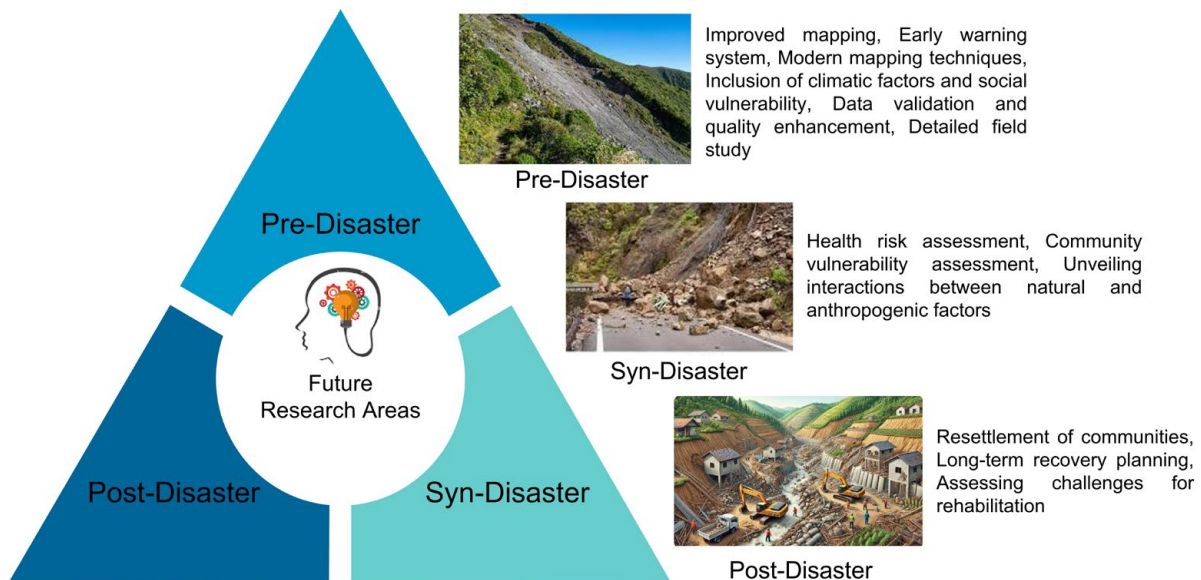 Improved mapping, Early warning
system, Modern mapping techniques,
Inclusion of climatic factors and social
vulnerability, Data validation and
quality enhancement, Detailed field
study
Pre-Disaster
Pre-Disaster
Health risk assessment, Community
vulnerability assessment, Unveiling
interactions between natural and
anthropogenic factors
Syn-Disaster
Future
Research Areas
Post-Disaster
Syn-Disaster
Resettlement of communities,
Long-term recovery planning,
Assessing challenges for
rehabilitation
Post-Disaster